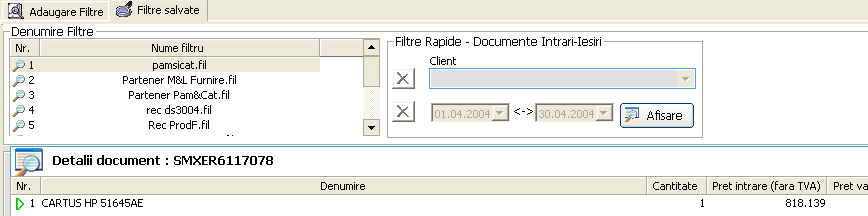 Adaugare Filtre Filtre salvate
Denumire Filtre
Nr. Nume filtru
1 pamsicat.fil
2 Partener M&L Furnire.fil
3 Partener Pam&Cat.fil
4 rec ds3004.fil
5 Rec ProdF.fil
Filtre Rapide - Documente Intrari-Iesiri
Client
01.04.2004 <-> 30.04.2004 Afisare
Detalii document : SMXER6117078
Nr. Denumire Cantitate Pret intrare (fara TVA) Pret va
1 CARTUS HP 51645AE 1 818.139